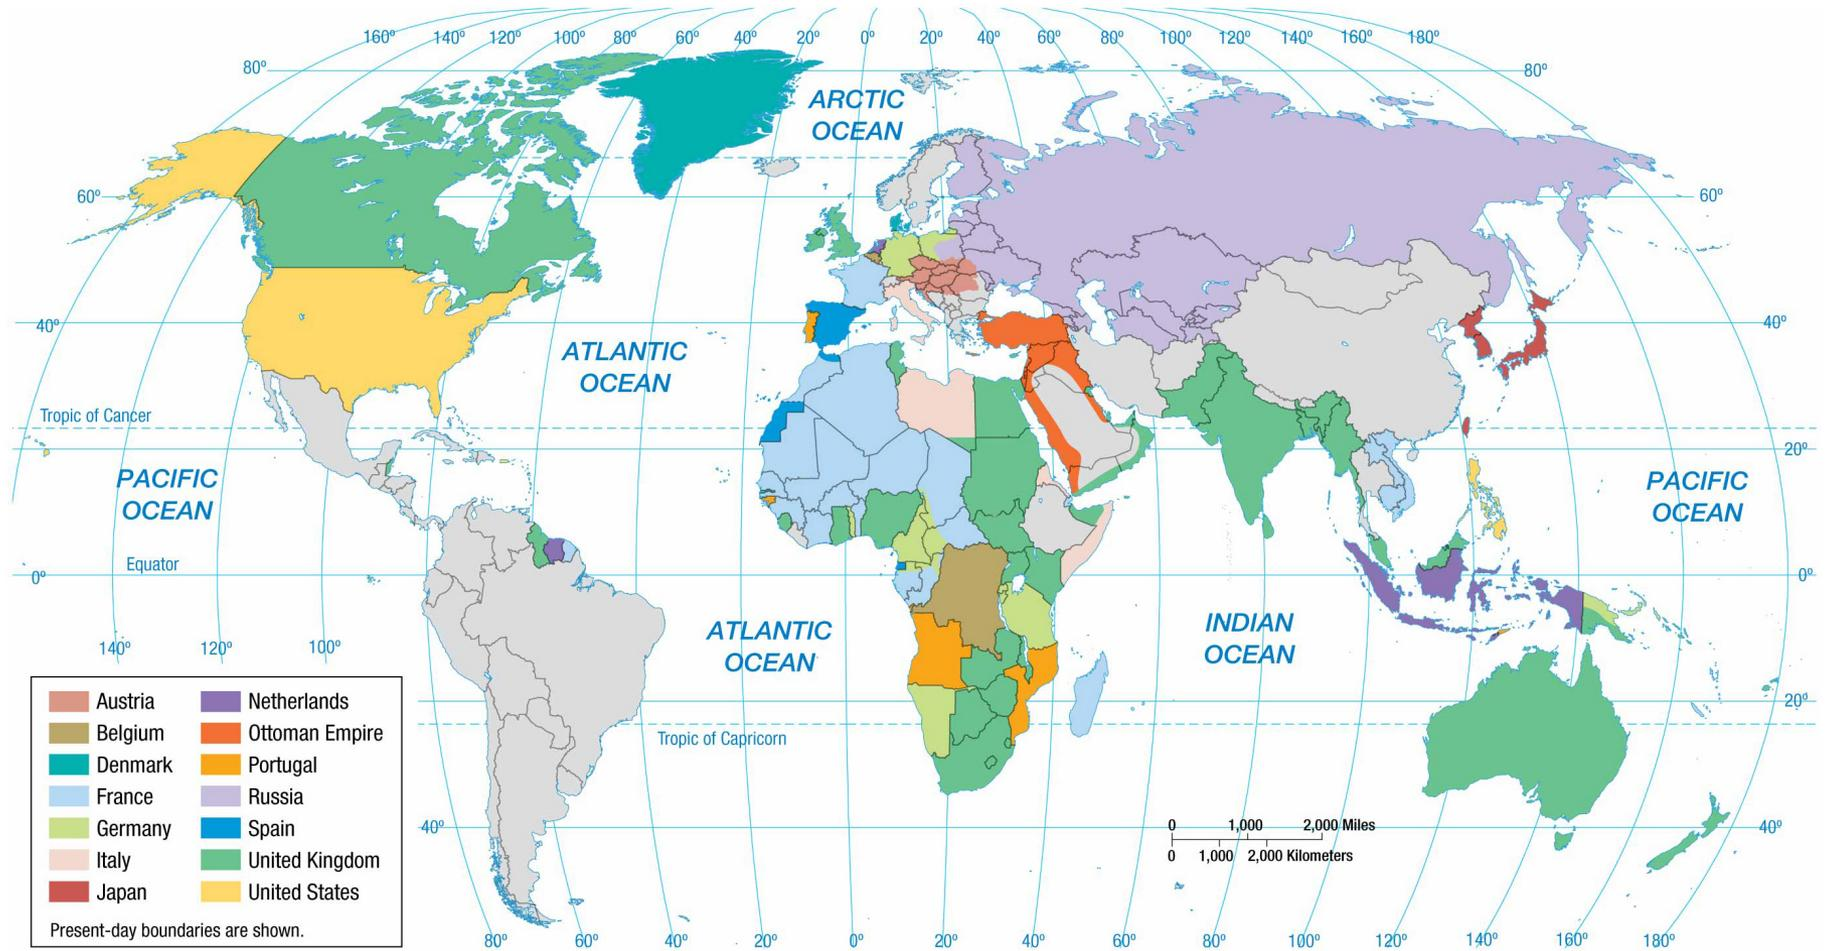 160º 140º 120º 100º 80º 60º 40º 20º 0º 20º 40º 60º 80º 100º 120º 140º 160º 180º
80º
80º
ARCTIC
OCEAN
60º
60º
40º
40º
ATLANTIC
OCEAN
Tropic of Cancer
20º
PACIFIC
OCEAN
PACIFIC
OCEAN
Equator
0º
0º
ATLANTIC
OCEAN
INDIAN
OCEAN
140º 120º 100º
20º
20º
Tropic of Capricorn
Austria
Belgium
Denmark
France
Germany
Italy
Japan
Netherlands
Ottoman Empire
Portugal
Russia
Spain
United Kingdom
United States
Present-day boundaries are shown.
40º
40º
0 1,000 2,000 Miles
0 1,000 2,000 Kilometers
80º 60º 40º 20º 0º 20º 40º 60º 80º 100º 120º 140º 160º 180º